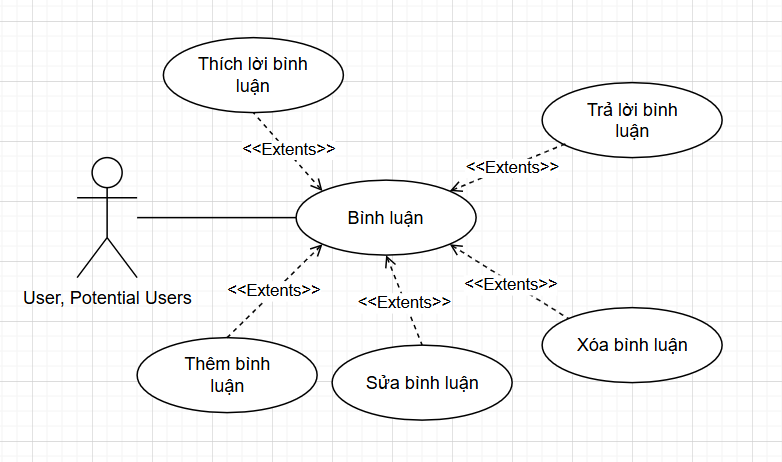 Thích lời bình
luận
Trả lời bình
luận
<<Extents>>
<<Extents>>
Bình luận
User, Potential Users
<<Extents>>
<<Extents>>
<<Extents>>
Thêm bình
luận
Sửa bình luận
Xóa bình luận